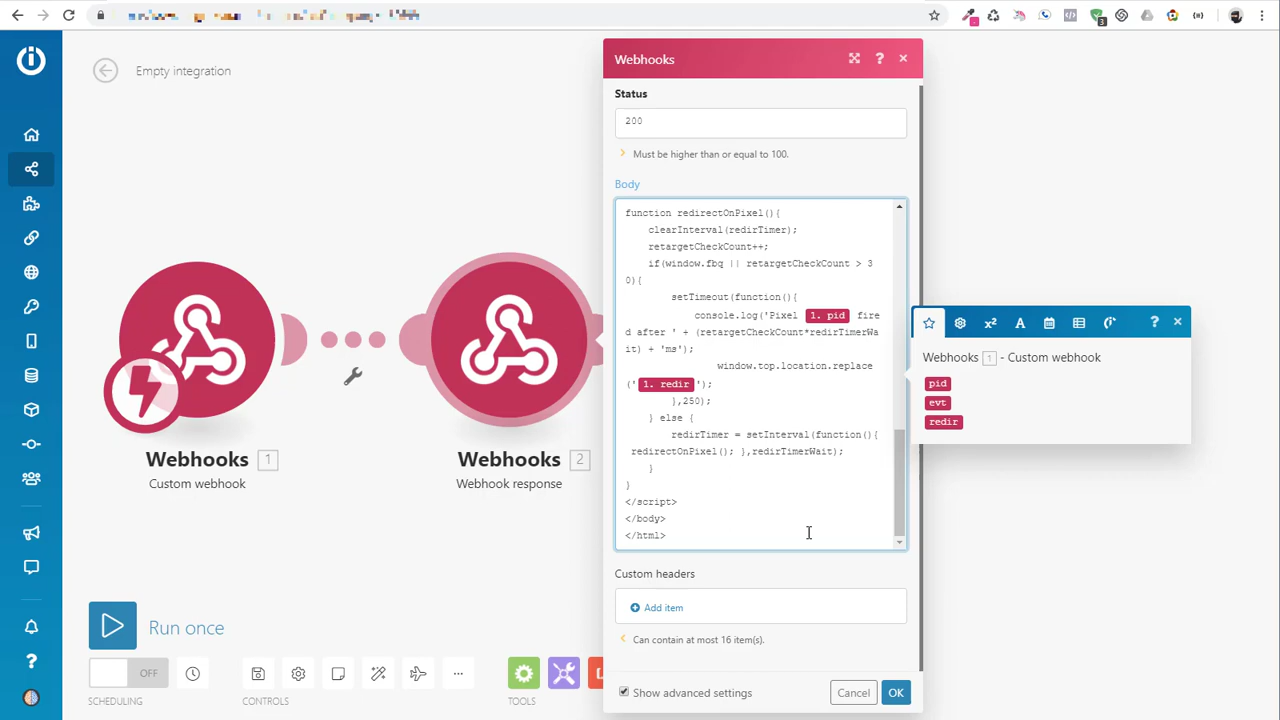 Empty integration
Webhooks
Status
200
Must be higher than or equal to 100.
Body
function redirectOnPixel(){
clearInterval(redirTimer);
retargetCheckCount++;
if(window.fbq || retargetCheckCount > 3
0){
setTimeout(function(){
console.log('Pixel 1. pid fire
d after ' + (retargetCheckCount*redirTimerWa
it) + 'ms');
window.top.location.replace
(' 1. redir ');
},250);
} else {
redirTimer = setInterval(function(){
redirectOnPixel(); },redirTimerWait);
}
}
</script>
</body>
</html>
Custom headers
Add item
Can contain at most 16 item(s).
Show advanced settings
Cancel
OK
Webhooks 1 - Custom webhook
pid
evt
redir
Webhooks 1
Custom webhook
Webhooks 2
Webhook response
Run once
OFF
SCHEDULING
CONTROLS
TOOLS